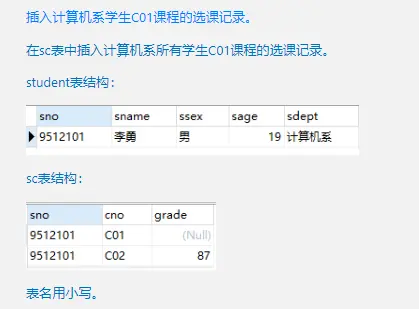 插入计算机系学生C01课程的选课记录。
在sc表中插入计算机系所有学生C01课程的选课记录。
student表结构：
sno sname ssex sage sdept
9512101 李勇 男 19 计算机系
sc表结构：
sno cno grade
9512101 C01 (Null)
9512101 C02 87
表名用小写。